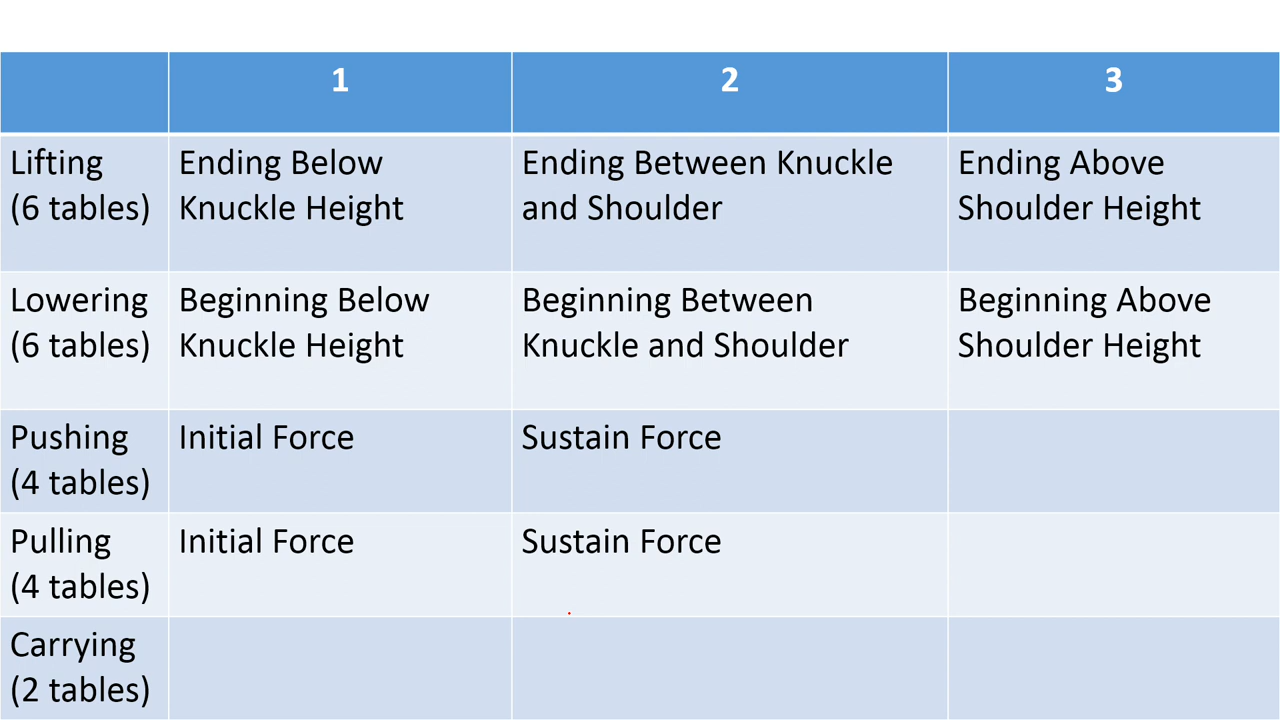 1 2 3
Lifting Ending Below Ending Between Knuckle Ending Above
(6 tables) Knuckle Height and Shoulder Shoulder Height
Lowering Beginning Below Beginning Between Beginning Above
(6 tables) Knuckle Height Knuckle and Shoulder Shoulder Height
Pushing Initial Force Sustain Force
(4 tables)
Pulling Initial Force Sustain Force
(4 tables)
Carrying
(2 tables)